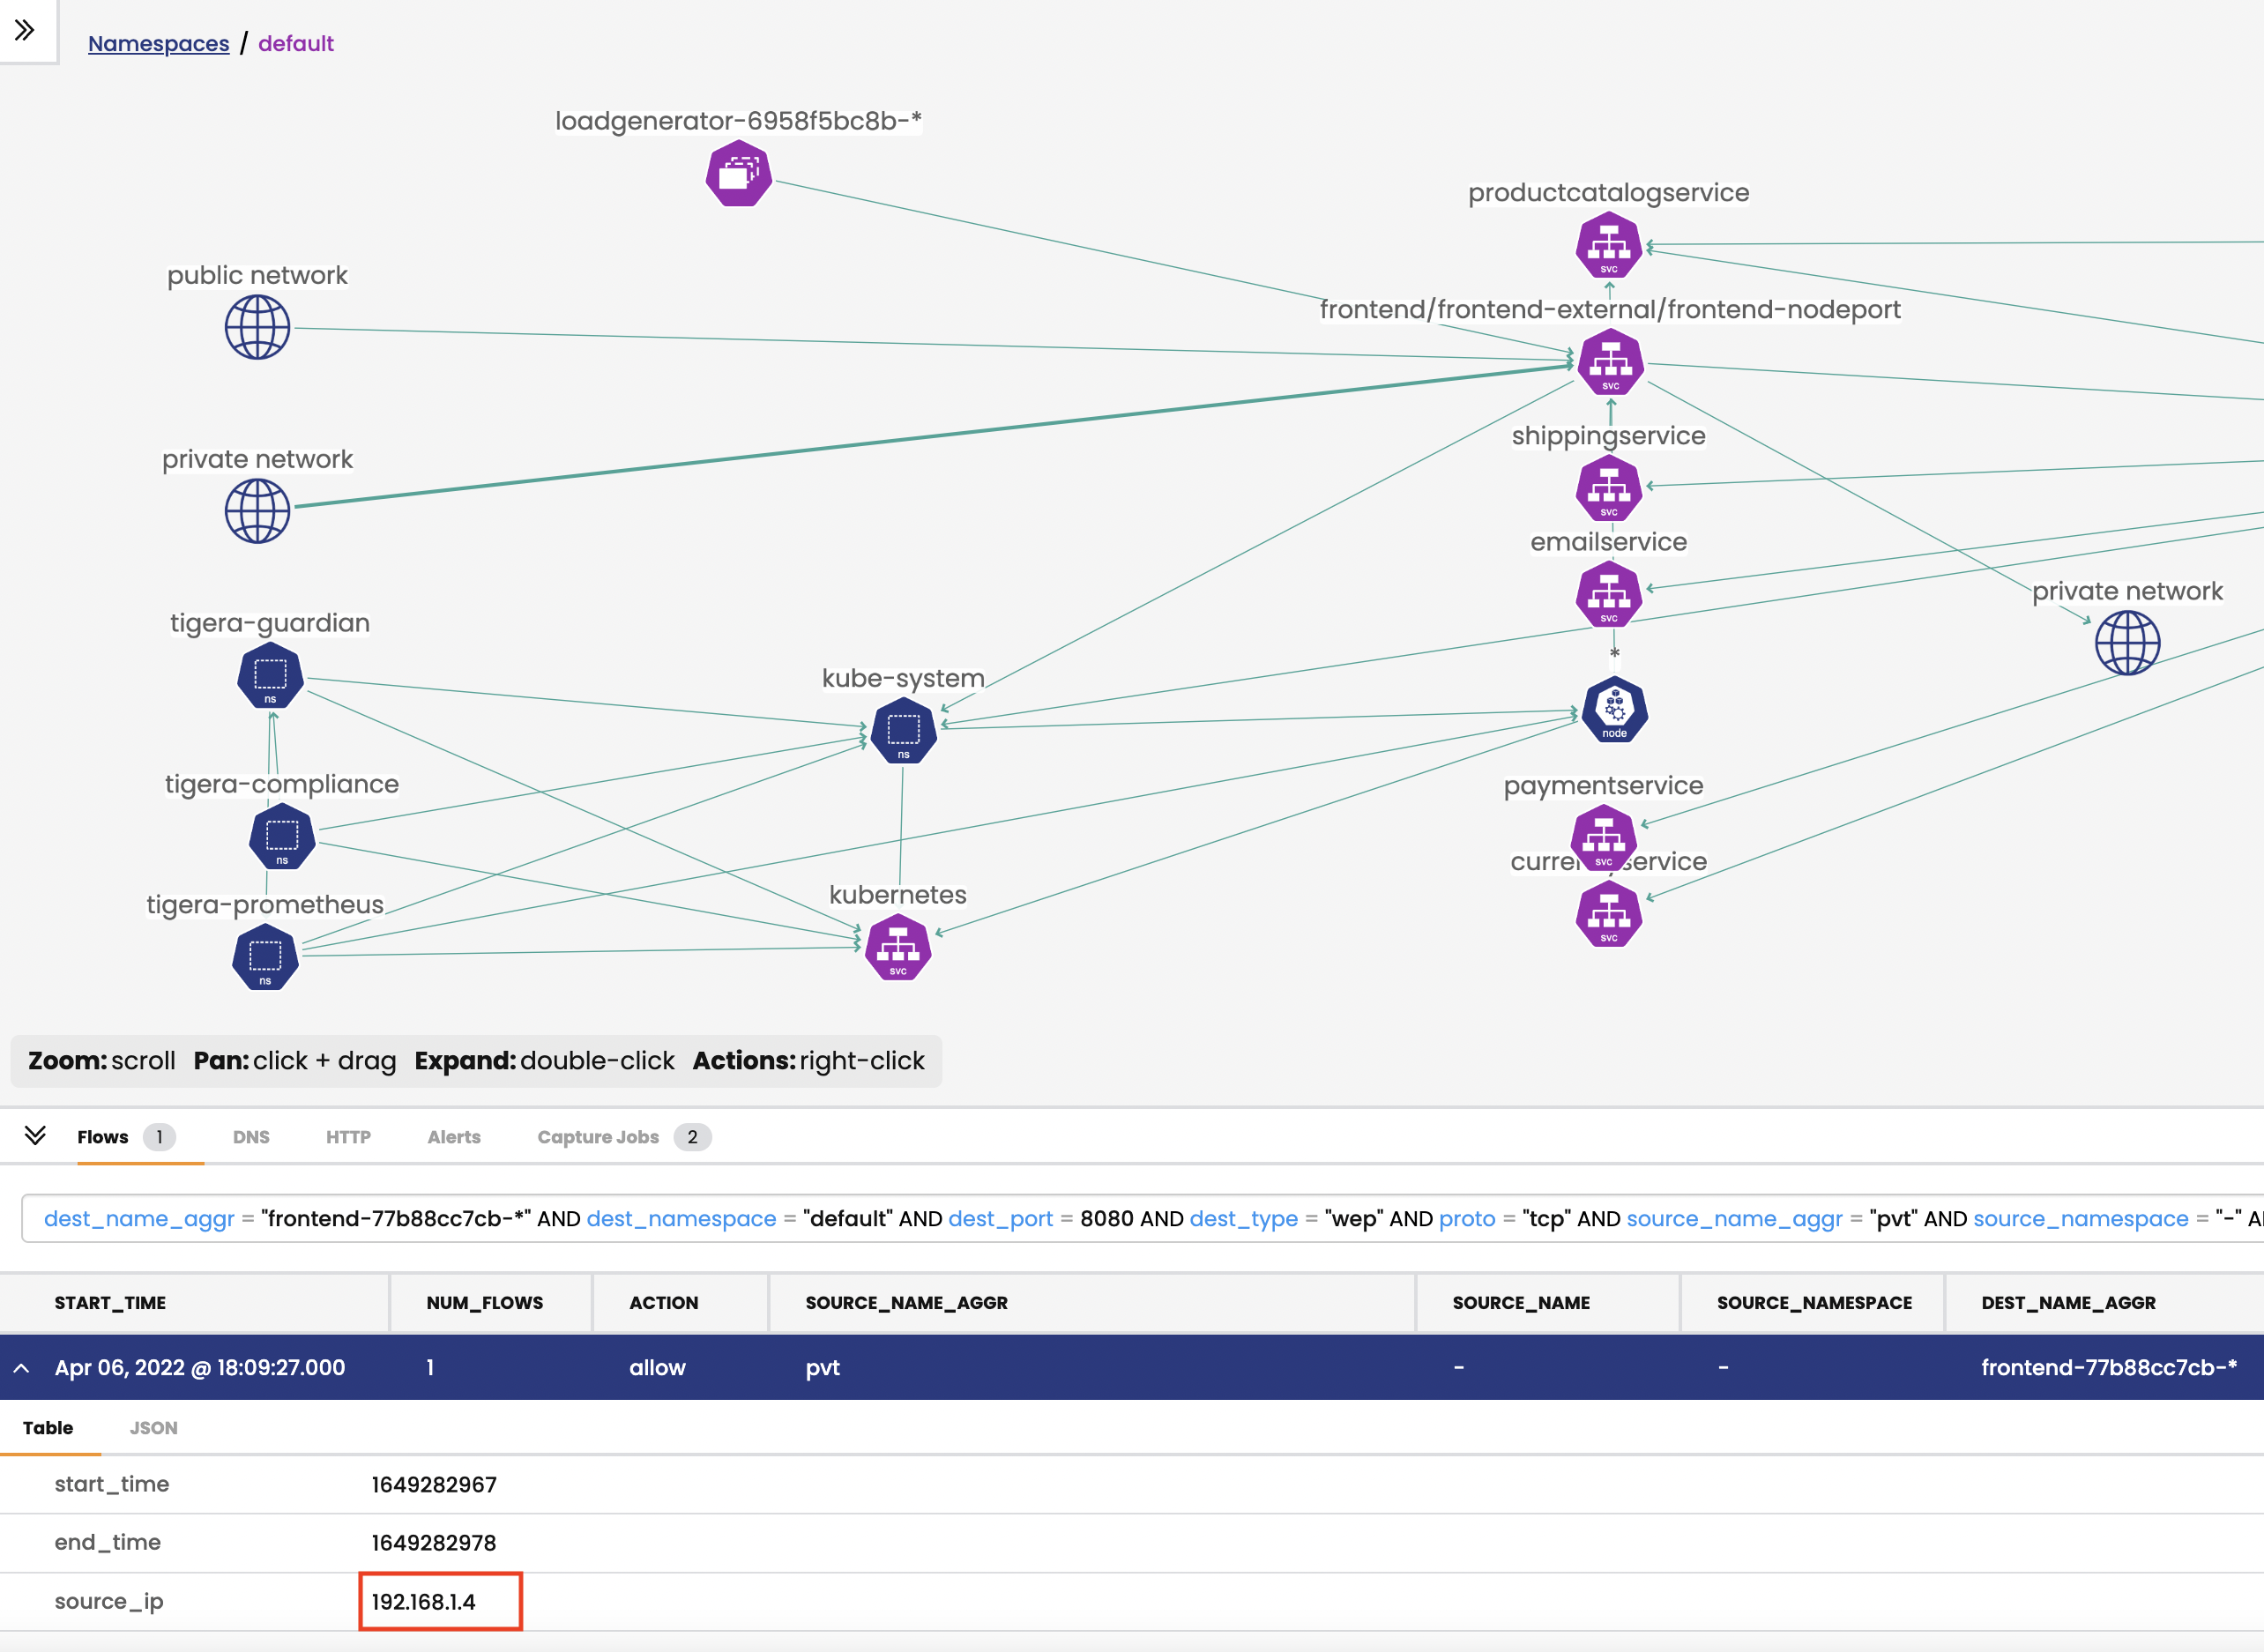 Namespaces / default
loadgenerator-6958f5bc8b-*
productcatalogservice
svc
public network
frontend/frontend-external/frontend-nodeport
svc
private network
shippingservice
svc
emailservice
svc
private network
tigera-guardian
ns
*
node
kube-system
ns
tigera-compliance
ns
paymentservice
svc
service
svc
kubernetes
svc
tigera-prometheus
ns
Zoom: scroll Pan: click + drag Expand: double-click Actions: right-click
Flows 1 DNS HTTP Alerts Capture Jobs 2
dest_name_aggr = "frontend-77b88cc7cb-*" AND dest_namespace = "default" AND dest_port = 8080 AND dest_type = "wep" AND proto = "tcp" AND source_name_aggr = "pvt" AND source_namespace = "-"
START_TIME NUM_FLOWS ACTION SOURCE_NAME_AGGR SOURCE_NAME SOURCE_NAMESPACE DEST_NAME_AGGR
Apr 06, 2022 @ 18:09:27.000 1 allow pvt - - frontend-77b88cc7cb-*
Table JSON
start_time 1649282967
end_time 1649282978
source_ip 192.168.1.4